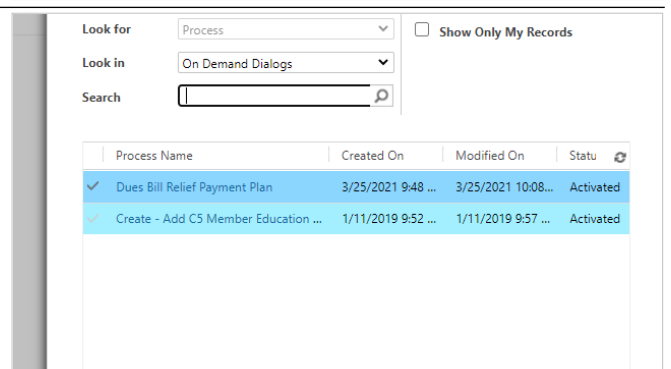 Look for Process Show Only My Records
Look in On Demand Dialogs
Search
Process Name Created On Modified On Statu
Dues Bill Relief Payment Plan 3/25/2021 9:48 ... 3/25/2021 10:08... Activated
Create - Add C5 Member Education ... 1/11/2019 9:52 ... 1/11/2019 9:57 ... Activated